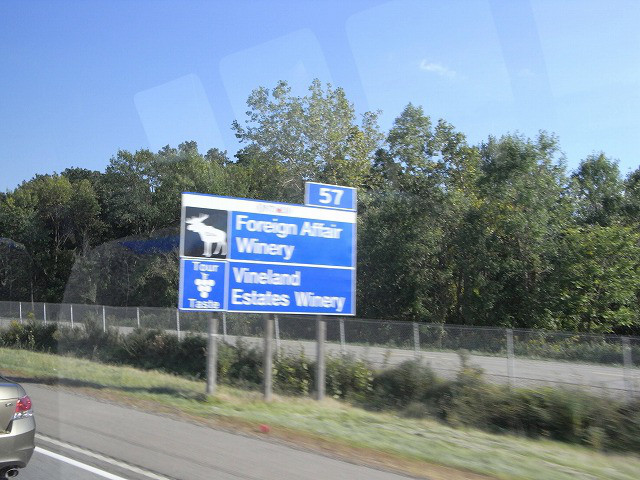 57
Foreign Affair
Winery
Tour
Taste
Vineland
Estates Winery